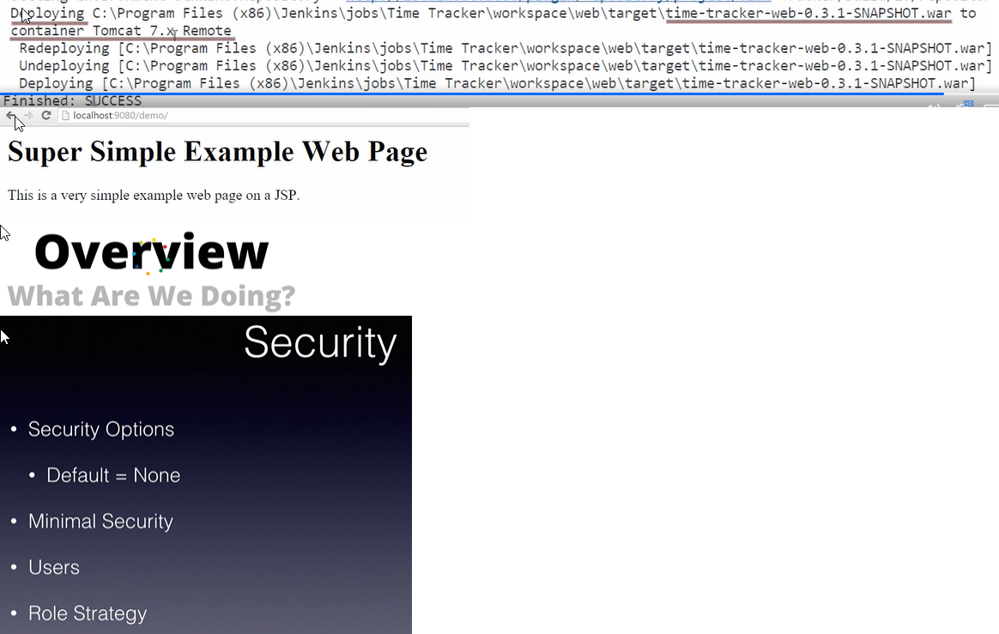 Deploying C:\Program Files (x86)\Jenkins\jobs\Time Tracker\workspace\web\target\time-tracker-web-0.3.1-SNAPSHOT.war to
container Tomcat 7.x Remote
Redeploying [C:\Program Files (x86)\Jenkins\jobs\Time Tracker\workspace\web\target\time-tracker-web-0.3.1-SNAPSHOT.war]
Undeploying [C:\Program Files (x86)\Jenkins\jobs\Time Tracker\workspace\web\target\time-tracker-web-0.3.1-SNAPSHOT.war]
Deploying [C:\Program Files (x86)\Jenkins\jobs\Time Tracker\workspace\web\target\time-tracker-web-0.3.1-SNAPSHOT.war]
Finished: SUCCESS
HD
localhost:9080/demo/
Super Simple Example Web Page
This is a very simple example web page on a JSP.
Overview
What Are We Doing?
Security
• Security Options
• Default = None
• Minimal Security
• Users
• Role Strategy